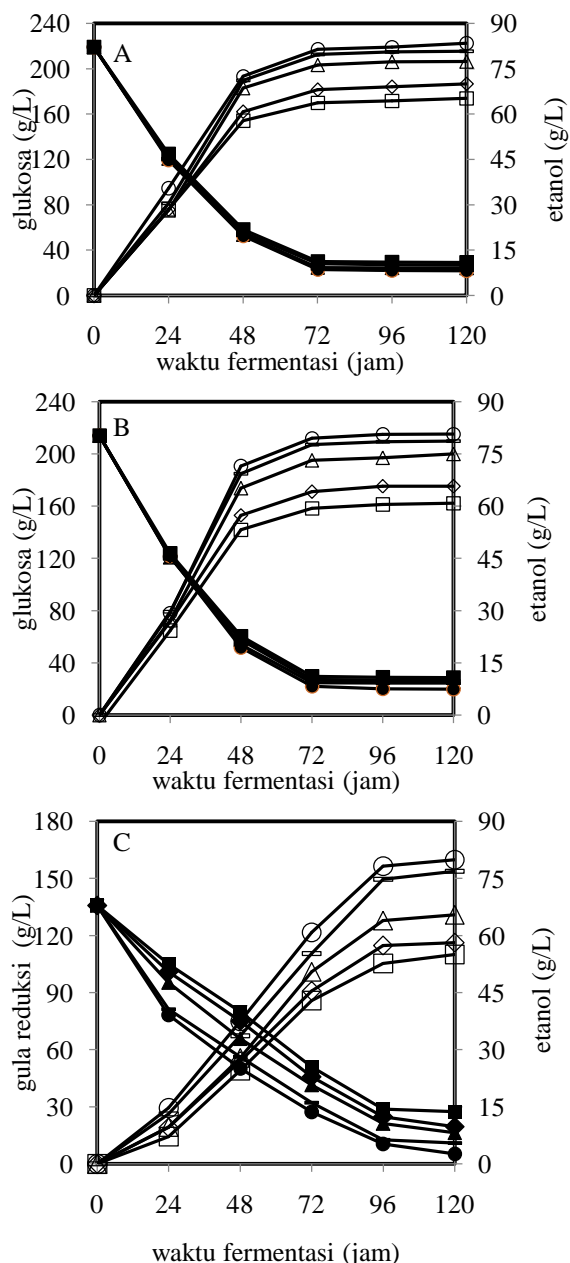 A
240
200
160
120
80
40
0
glukosa (g/L)
90
75
60
45
30
15
0
etanol (g/L)
0 24 48 72 96 120
waktu fermentasi (jam)
B
240
200
160
120
80
40
0
glukosa (g/L)
90
75
60
45
30
15
0
etanol (g/L)
0 24 48 72 96 120
waktu fermentasi (jam)
C
180
150
120
90
60
30
0
gula reduksi (g/L)
90
75
60
45
30
15
0
etanol (g/L)
0 24 48 72 96 120
waktu fermentasi (jam)